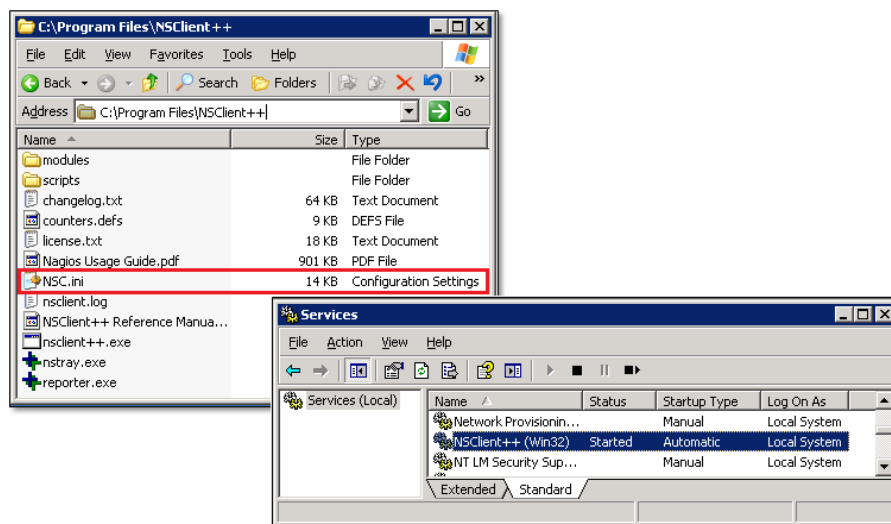 C:\Program Files\NSClient++
File Edit View Favorites Tools Help
Back Search Folders »
Address C:\Program Files\NSClient++ Go
Name Size Type
modules File Folder
scripts File Folder
changelog.txt 64 KB Text Document
counters.defs 9 KB DEFS File
license.txt 18 KB Text Document
Nagios Usage Guide.pdf 901 KB PDF File
NSC.ini 14 KB Configuration Settings
nsclient.log
NSClient++ Reference Manua...
nsclient++.exe
nstray.exe
reporter.exe
Services
File Action View Help
Services (Local)
Name Status Startup Type Log On As
Network Provisionin... Manual Local System
NSClient++ (Win32) Started Automatic Local System
NT LM Security Sup... Manual Local System
Extended Standard